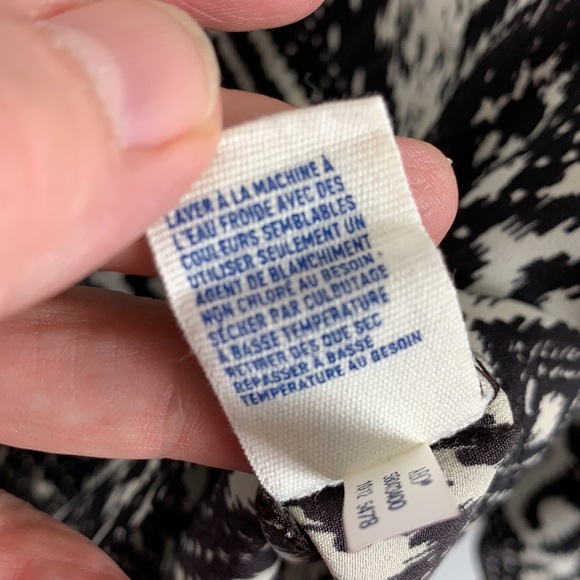 LAVER À LA MACHINE À
L'EAU FROIDE AVEC DES
COULEURS SEMBLABLES
UTILISER SEULEMENT UN
AGENT DE BLANCHIMENT
NON CHLORÉ AU BESOIN.
SÉCHER PAR CULBUTAGE
À BASSE TEMPÉRATURE
RETIRER DÈS QUE SEC
REPASSER À BASSE
TEMPÉRATURE AU BESOIN